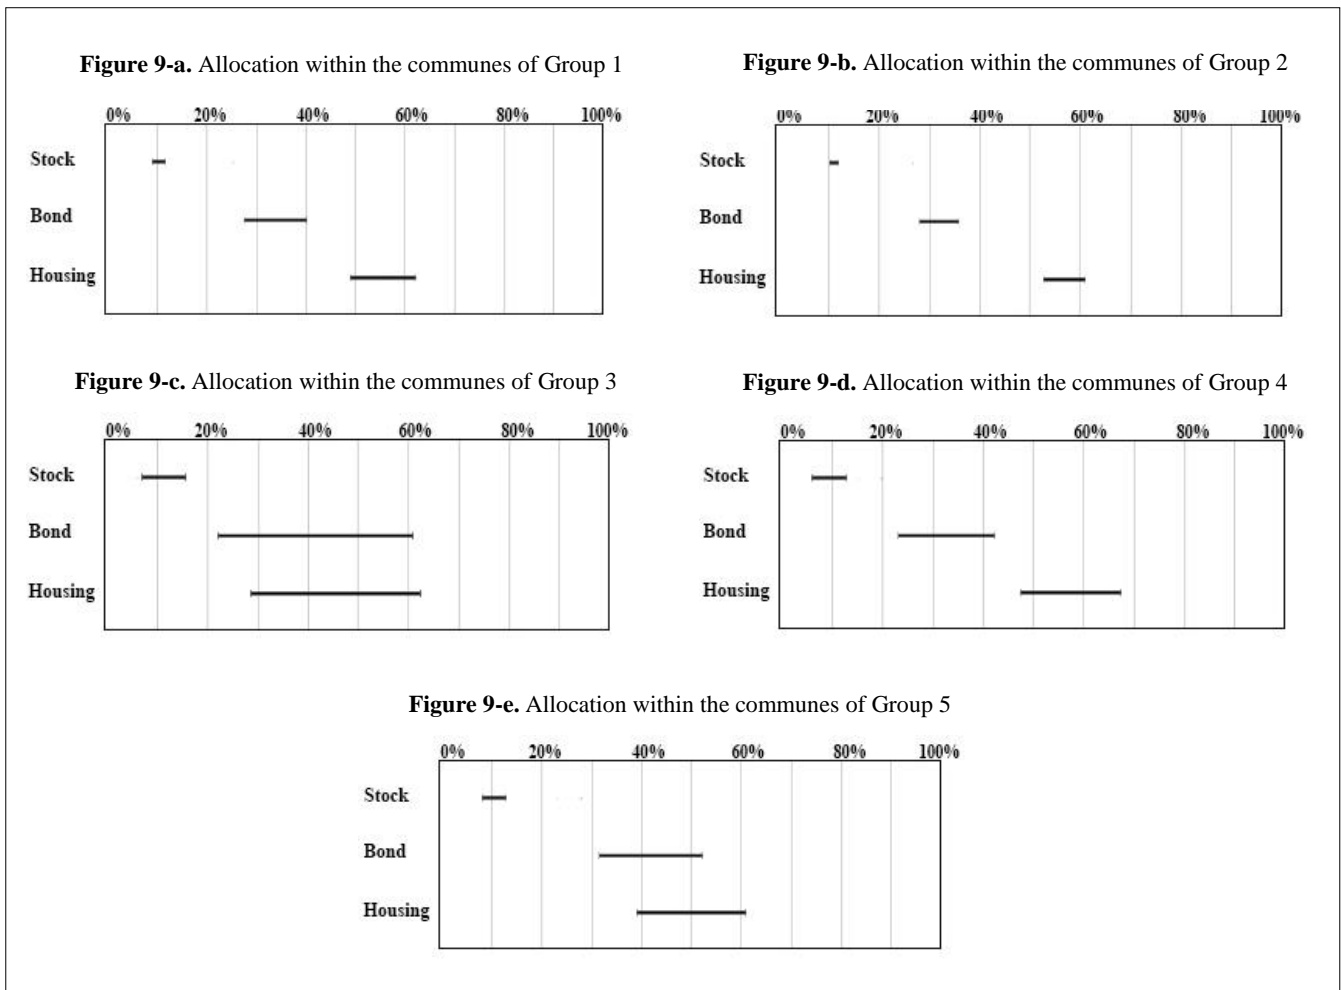 Figure 9-a. Allocation within the communes of Group 1
0% 20% 40% 60% 80% 100%
Stock
Bond
Housing
Figure 9-b. Allocation within the communes of Group 2
0% 20% 40% 60% 80% 100%
Stock
Bond
Housing
Figure 9-c. Allocation within the communes of Group 3
0% 20% 40% 60% 80% 100%
Stock
Bond
Housing
Figure 9-d. Allocation within the communes of Group 4
0% 20% 40% 60% 80% 100%
Stock
Bond
Housing
Figure 9-e. Allocation within the communes of Group 5
0% 20% 40% 60% 80% 100%
Stock
Bond
Housing